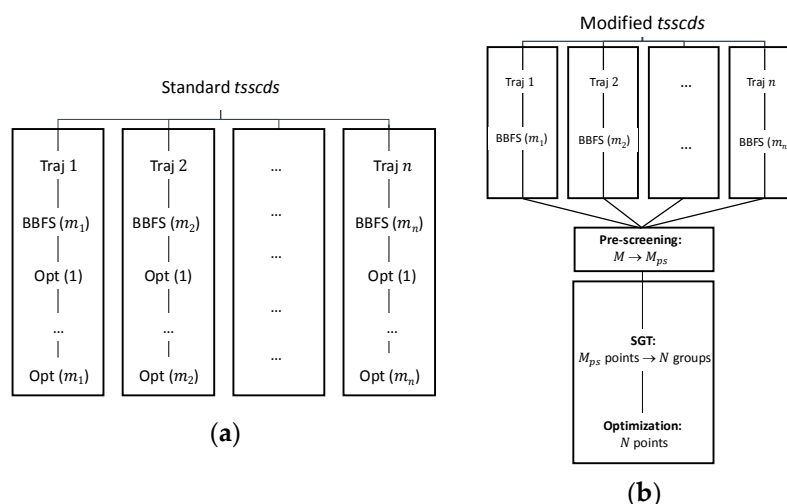 Standard tsscds
Traj 1
Traj 2
...
Traj n
BBFS (m₁)
BBFS (m₂)
...
BBFS (mₙ)
Opt (1)
Opt (1)
...
Opt (1)
...
...
...
...
Opt (m₁)
Opt (m₂)
...
Opt (mₙ)
(a)
Modified tsscds
Traj 1
Traj 2
...
Traj n
BBFS (m₁)
BBFS (m₂)
...
BBFS (mₙ)
Pre-screening:
M → Mₚₛ
SGT:
Mₚₛ points → N groups
Optimization:
N points
(b)